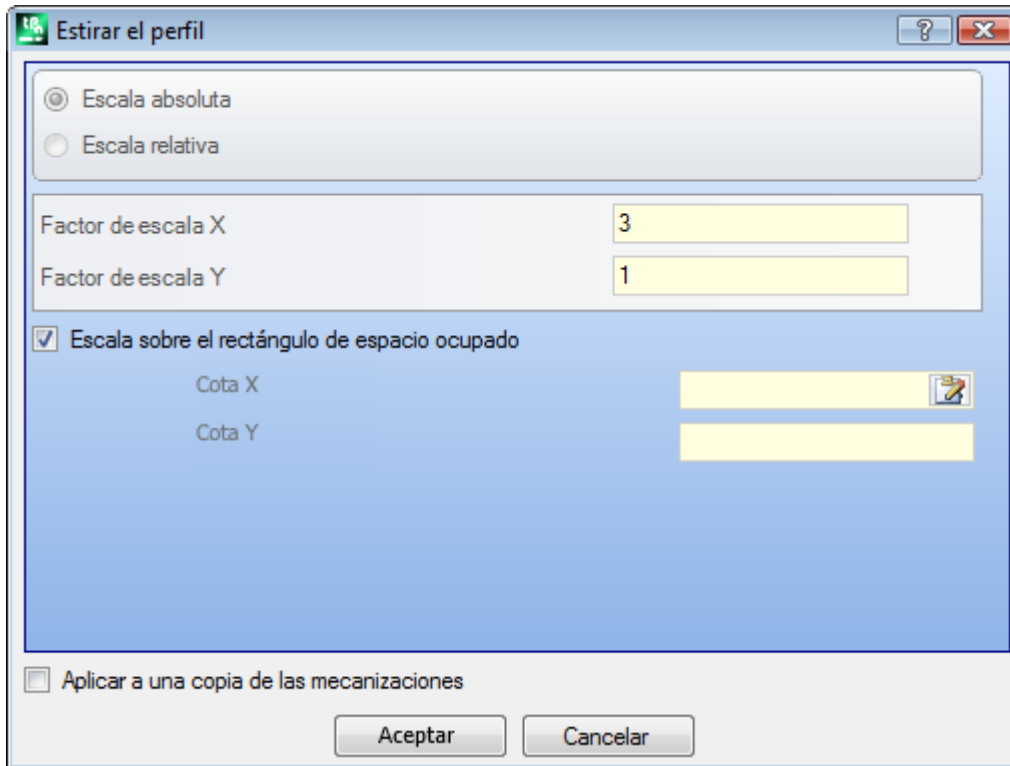 Estirar el perfil
Escala absoluta
Escala relativa
Factor de escala X 3
Factor de escala Y 1
Escala sobre el rectángulo de espacio ocupado
Cota X
Cota Y
Aplicar a una copia de las mecanizaciones
Aceptar Cancelar